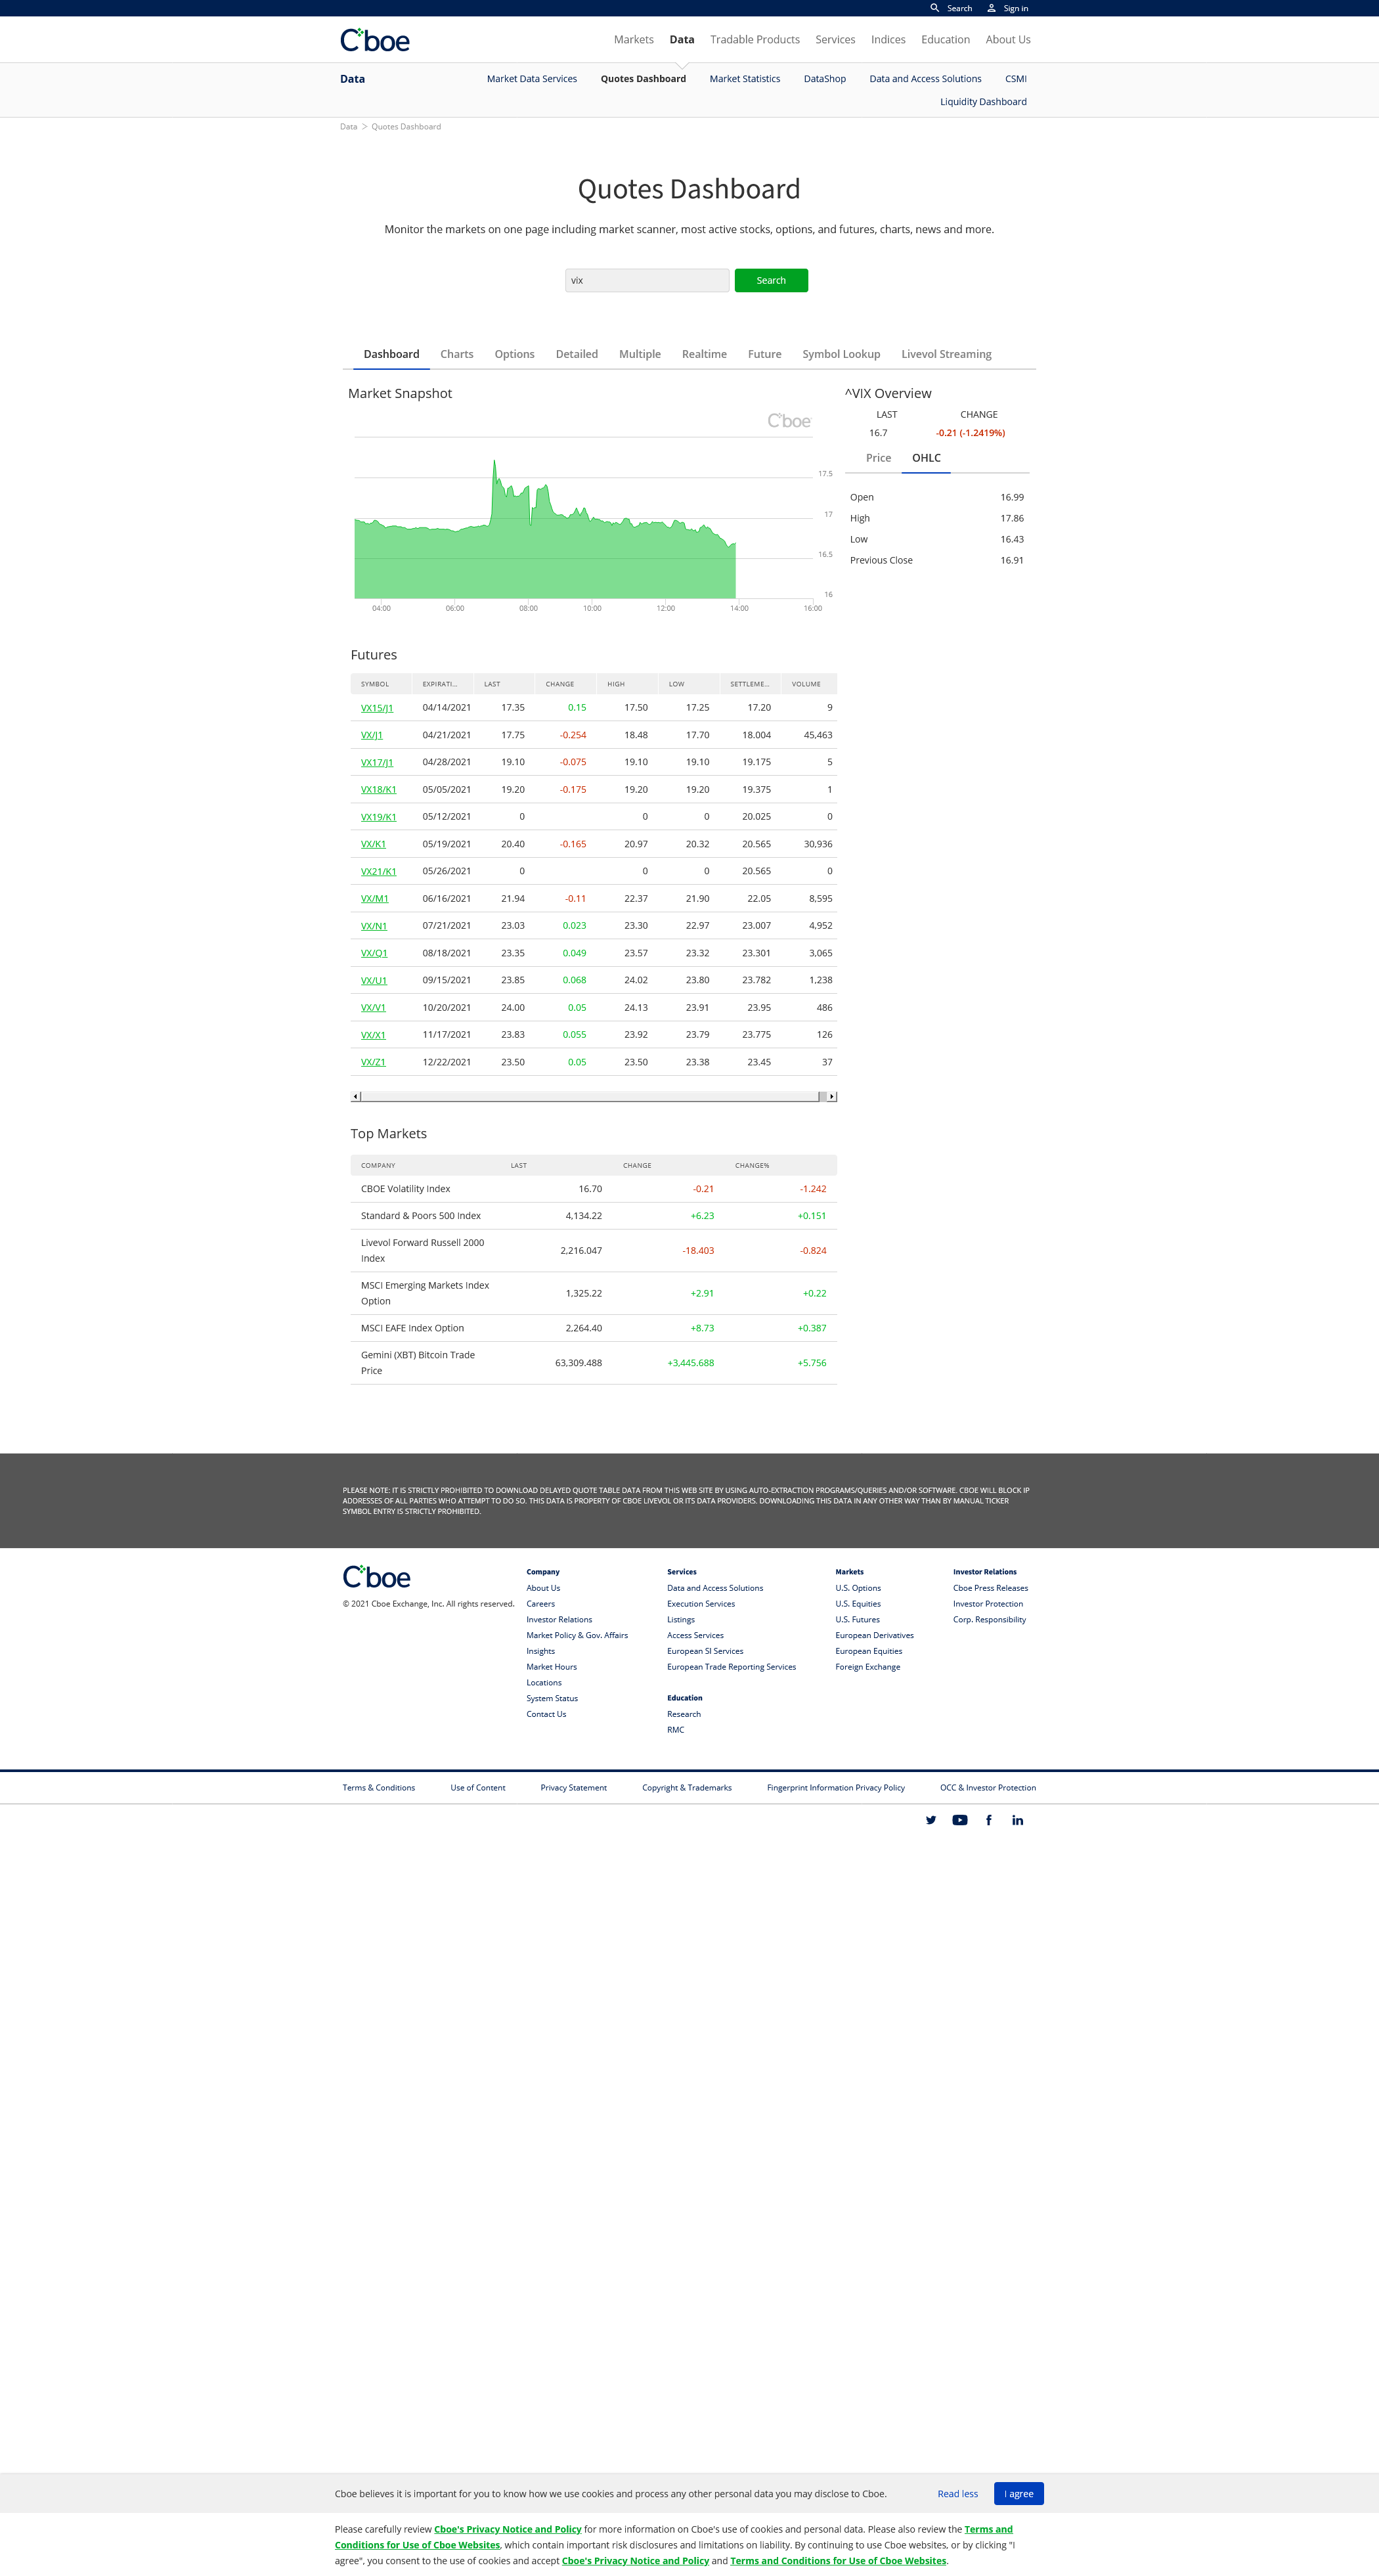 Search Sign in
Cboe
Markets Data Tradable Products Services Indices Education About Us
Data Market Data Services Quotes Dashboard Market Statistics DataShop Data and Access Solutions CSMI
Liquidity Dashboard
Data > Quotes Dashboard
Quotes Dashboard
Monitor the markets on one page including market scanner, most active stocks, options, and futures, charts, news and more.
vix Search
Dashboard Charts Options Detailed Multiple Realtime Future Symbol Lookup Livevol Streaming
Market Snapshot
Cboe
17.5
17
16.5
16
04:00 06:00 08:00 10:00 12:00 14:00 16:00
^VIX Overview
LAST CHANGE
16.7 -0.21 (-1.2419%)
Price OHLC
Open 16.99
High 17.86
Low 16.43
Previous Close 16.91
Futures
SYMBOL EXPIRATI... LAST CHANGE HIGH LOW SETTLEME... VOLUME
VX15/J1 04/14/2021 17.35 0.15 17.50 17.25 17.20 9
VX/J1 04/21/2021 17.75 -0.254 18.48 17.70 18.004 45,463
VX17/J1 04/28/2021 19.10 -0.075 19.10 19.10 19.175 5
VX18/K1 05/05/2021 19.20 -0.175 19.20 19.20 19.375 1
VX19/K1 05/12/2021 0 0 0 20.025 0
VX/K1 05/19/2021 20.40 -0.165 20.97 20.32 20.565 30,936
VX21/K1 05/26/2021 0 0 0 20.565 0
VX/M1 06/16/2021 21.94 -0.11 22.37 21.90 22.05 8,595
VX/N1 07/21/2021 23.03 0.023 23.30 22.97 23.007 4,952
VX/Q1 08/18/2021 23.35 0.049 23.57 23.32 23.301 3,065
VX/U1 09/15/2021 23.85 0.068 24.02 23.80 23.782 1,238
VX/V1 10/20/2021 24.00 0.05 24.13 23.91 23.95 486
VX/X1 11/17/2021 23.83 0.055 23.92 23.79 23.775 126
VX/Z1 12/22/2021 23.50 0.05 23.50 23.38 23.45 37
Top Markets
COMPANY LAST CHANGE CHANGE%
CBOE Volatility Index 16.70 -0.21 -1.242
Standard & Poors 500 Index 4,134.22 +6.23 +0.151
Livevol Forward Russell 2000
Index 2,216.047 -18.403 -0.824
MSCI Emerging Markets Index
Option 1,325.22 +2.91 +0.22
MSCI EAFE Index Option 2,264.40 +8.73 +0.387
Gemini (XBT) Bitcoin Trade
Price 63,309.488 +3,445.688 +5.756
PLEASE NOTE: IT IS STRICTLY PROHIBITED TO DOWNLOAD DELAYED QUOTE TABLE DATA FROM THIS WEB SITE BY USING AUTO-EXTRACTION PROGRAMS/QUERIES AND/OR SOFTWARE. CBOE WILL BLOCK IP
ADDRESSES OF ALL PARTIES WHO ATTEMPT TO DO SO. THIS DATA IS PROPERTY OF CBOE LIVEVOL OR ITS DATA PROVIDERS. DOWNLOADING THIS DATA IN ANY OTHER WAY THAN BY MANUAL TICKER
SYMBOL ENTRY IS STRICTLY PROHIBITED.
Cboe
© 2021 Cboe Exchange, Inc. All rights reserved.
Company
About Us
Careers
Investor Relations
Market Policy & Gov. Affairs
Insights
Market Hours
Locations
System Status
Contact Us
Services
Data and Access Solutions
Execution Services
Listings
Access Services
European SI Services
European Trade Reporting Services
Education
Research
RMC
Markets
U.S. Options
U.S. Equities
U.S. Futures
European Derivatives
European Equities
Foreign Exchange
Investor Relations
Cboe Press Releases
Investor Protection
Corp. Responsibility
Terms & Conditions Use of Content Privacy Statement Copyright & Trademarks Fingerprint Information Privacy Policy OCC & Investor Protection
Cboe believes it is important for you to know how we use cookies and process any other personal data you may disclose to Cboe. Read less I agree
Please carefully review Cboe's Privacy Notice and Policy for more information on Cboe's use of cookies and personal data. Please also review the Terms and
Conditions for Use of Cboe Websites, which contain important risk disclosures and limitations on liability. By continuing to use Cboe websites, or by clicking "I
agree", you consent to the use of cookies and accept Cboe's Privacy Notice and Policy and Terms and Conditions for Use of Cboe Websites.